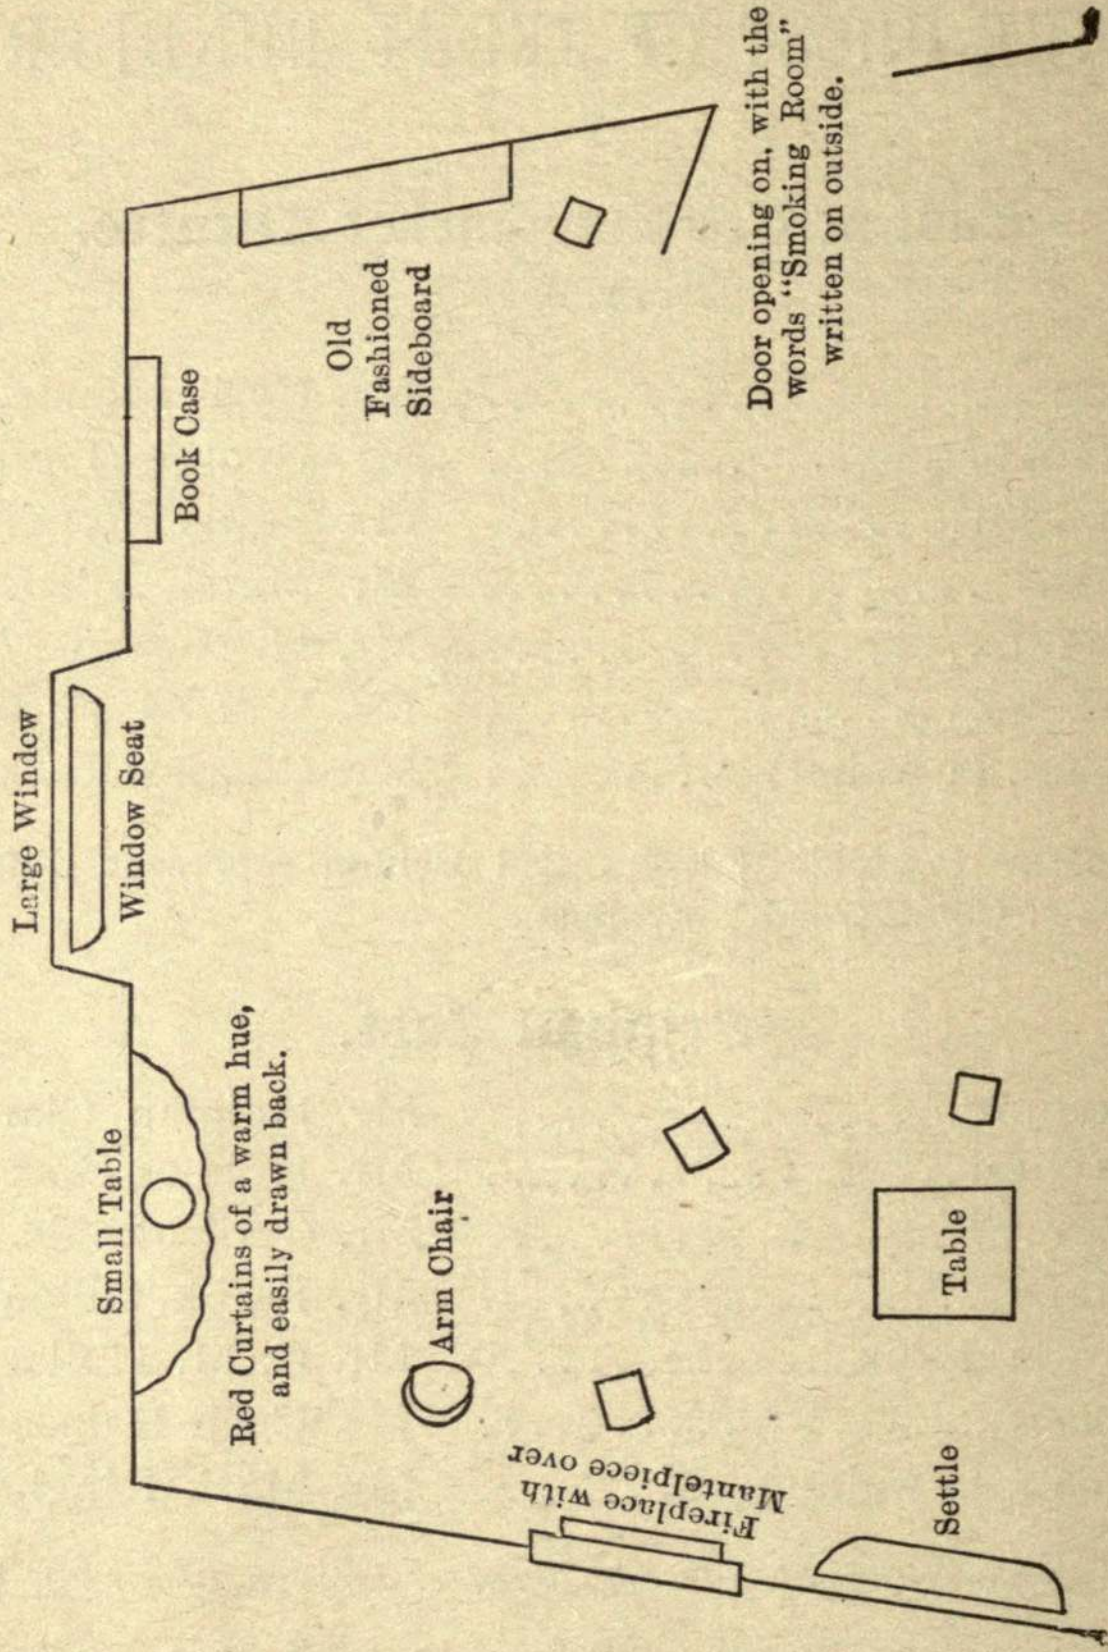 Large Window
Window Seat
Small Table
Red Curtains of a warm hue,
and easily drawn back.
Book Case
Old
Fashioned
Sideboard
Arm Chair
Fireplace with
Mantelpiece over
Table
Settle
Door opening on, with the
words "Smoking Room"
written on outside.